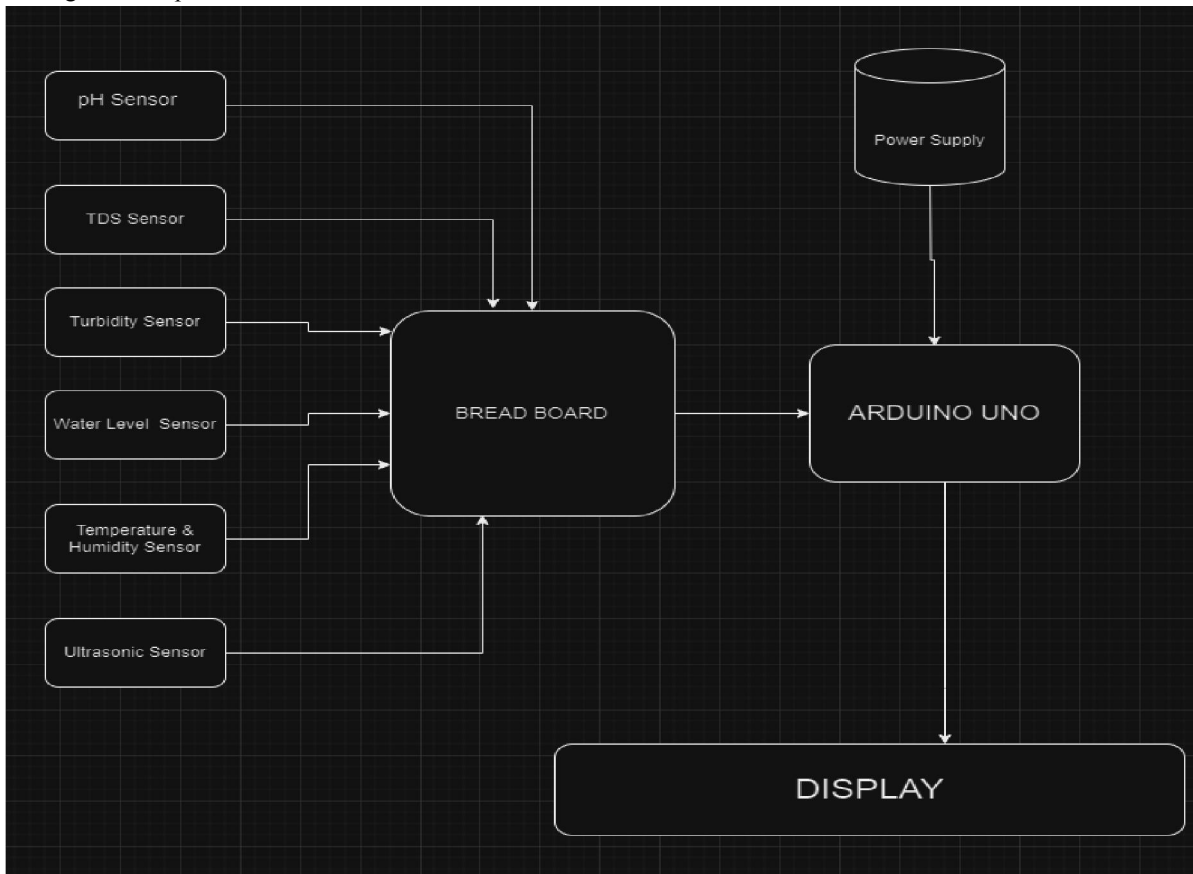 pH Sensor
Power Supply
TDS Sensor
Turbidity Sensor
BREAD BOARD
ARDUINO UNO
Water Level Sensor
Temperature &
Humidity Sensor
Ultrasonic Sensor
DISPLAY